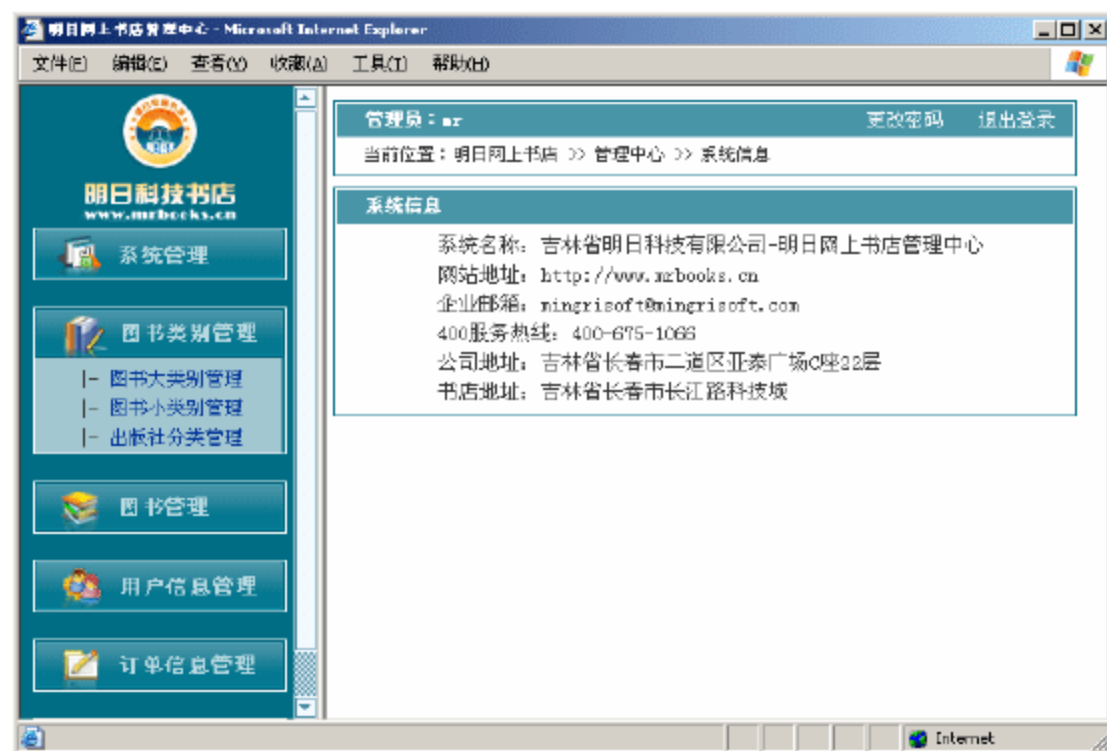 明日网上书店管理中心 - Microsoft Internet Explorer
文件(F) 编辑(E) 查看(V) 收藏(A) 工具(T) 帮助(H)
明日科技书店
www.mrbooks.cn
系统管理
图书类别管理
|- 图书大类别管理
|- 图书小类别管理
|- 出版社分类管理
图书管理
用户信息管理
订单信息管理
管理员：mr 更改密码 退出登录
当前位置：明日网上书店 >> 管理中心 >> 系统信息
系统信息
系统名称：吉林省明日科技有限公司-明日网上书店管理中心
网站地址：http://www.mrbooks.cn
企业邮箱：mingrisoft@mingrisoft.com
400服务热线：400-675-1066
公司地址：吉林省长春市二道区亚泰广场C座22层
书店地址：吉林省长春市长江路科技城
Internet